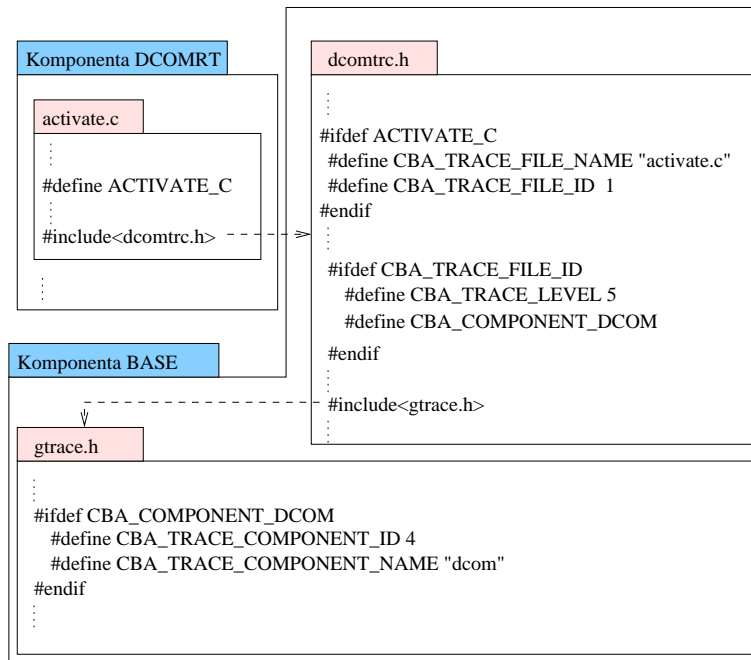 Komponenta DCOMRT
activate.c
#define ACTIVATE_C
#include<dcomtrc.h>
dcomtrc.h
#ifdef ACTIVATE_C
#define CBA_TRACE_FILE_NAME "activate.c"
#define CBA_TRACE_FILE_ID 1
#endif
#ifdef CBA_TRACE_FILE_ID
#define CBA_TRACE_LEVEL 5
#define CBA_COMPONENT_DCOM
#endif
#include<gtrace.h>
Komponenta BASE
gtrace.h
#ifdef CBA_COMPONENT_DCOM
#define CBA_TRACE_COMPONENT_ID 4
#define CBA_TRACE_COMPONENT_NAME "dcom"
#endif